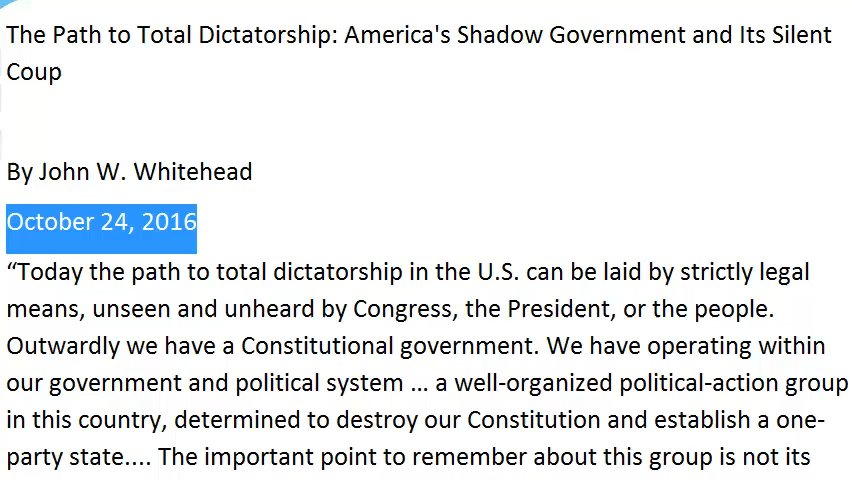 The Path to Total Dictatorship: America's Shadow Government and Its Silent
Coup
By John W. Whitehead
October 24, 2016
“Today the path to total dictatorship in the U.S. can be laid by strictly legal
means, unseen and unheard by Congress, the President, or the people.
Outwardly we have a Constitutional government. We have operating within
our government and political system … a well-organized political-action group
in this country, determined to destroy our Constitution and establish a one-
party state.... The important point to remember about this group is not its